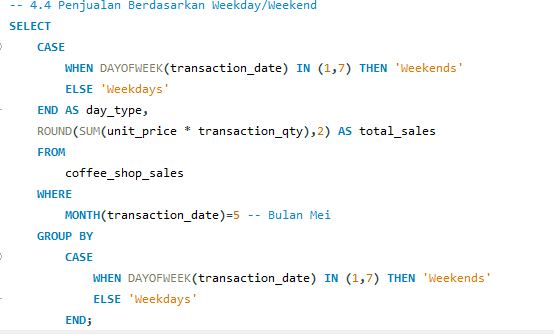 -- 4.4 Penjualan Berdasarkan Weekday/Weekend
SELECT
CASE
WHEN DAYOFWEEK(transaction_date) IN (1,7) THEN 'Weekends'
ELSE 'Weekdays'
END AS day_type,
ROUND(SUM(unit_price * transaction_qty),2) AS total_sales
FROM
coffee_shop_sales
WHERE
MONTH(transaction_date)=5 -- Bulan Mei
GROUP BY
CASE
WHEN DAYOFWEEK(transaction_date) IN (1,7) THEN 'Weekends'
ELSE 'Weekdays'
END;